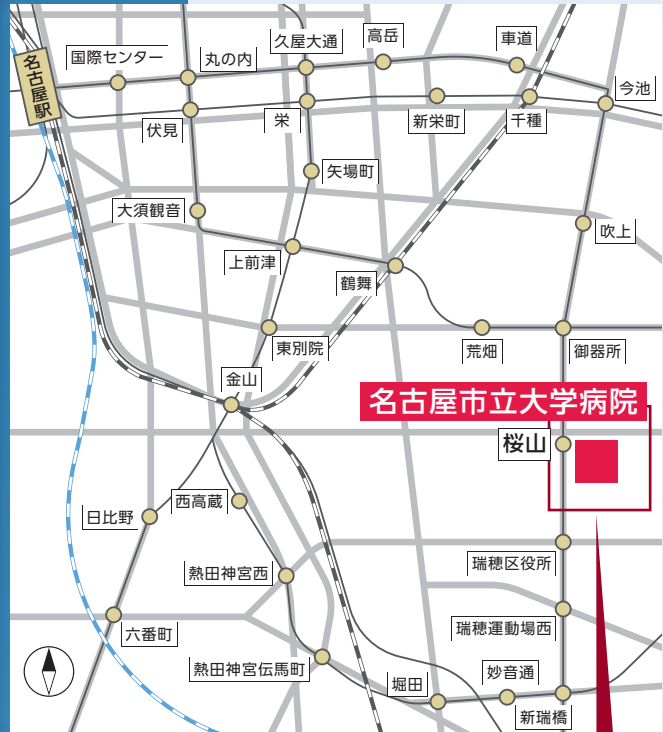 名古屋駅
国際センター
丸の内
久屋大通
高岳
車道
今池
伏見
栄
新栄町
千種
矢場町
大須観音
吹上
上前津
鶴舞
東別院
荒畑
御器所
金山
名古屋市立大学病院
桜山
日比野
西高蔵
熱田神宮西
瑞穂区役所
六番町
瑞穂運動場西
熱田神宮伝馬町
堀田
妙音通
新瑞橋